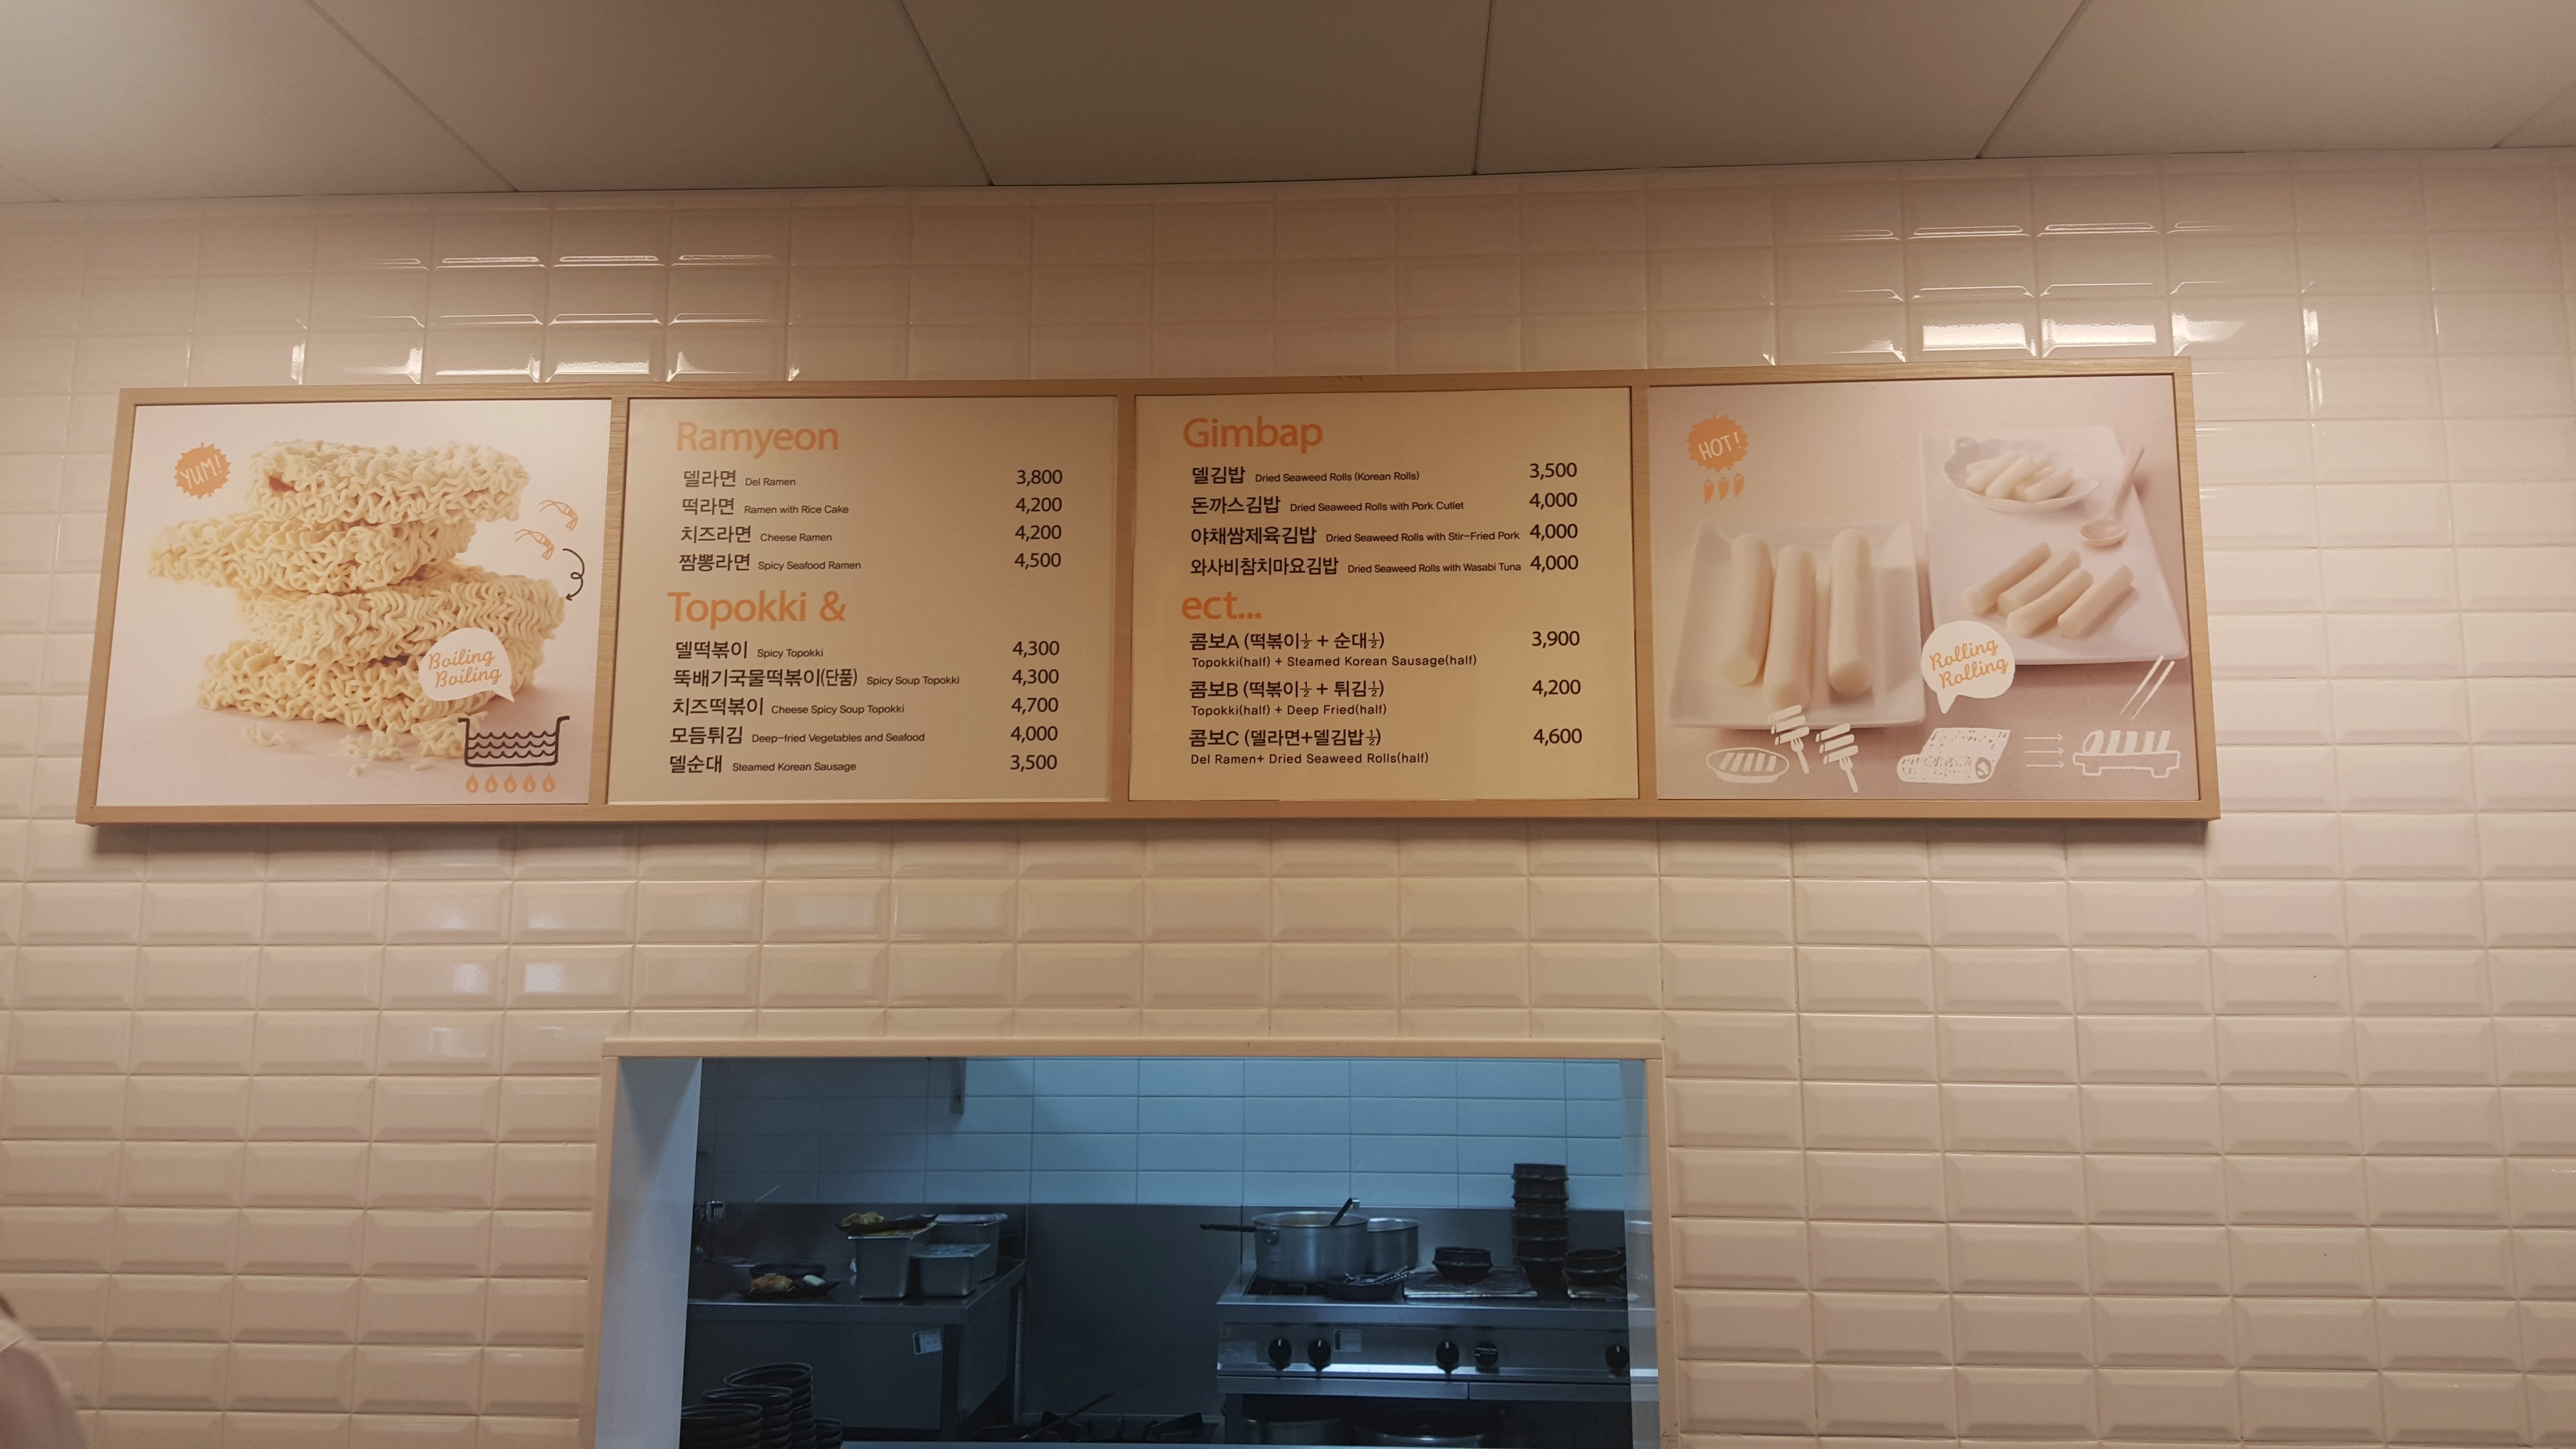 YUM!
Boiling
Boiling
Ramyeon
델라면 Del Ramen 3,800
떡라면 Ramen with Rice Cake 4,200
치즈라면 Cheese Ramen 4,200
짬뽕라면 Spicy Seafood Ramen 4,500
Topokki &
델떡볶이 Spicy Topokki 4,300
뚝배기국물떡볶이(단품) Spicy Soup Topokki 4,300
치즈떡볶이 Cheese Spicy Soup Topokki 4,700
모듬튀김 Deep-fried Vegetables and Seafood 4,000
델순대 Steamed Korean Sausage 3,500
Gimbap
델김밥 Dried Seaweed Rolls (Korean Rolls) 3,500
돈까스김밥 Dried Seaweed Rolls with Pork Cutlet 4,000
야채쌈제육김밥 Dried Seaweed Rolls with Stir-Fried Pork 4,000
와사비참치마요김밥 Dried Seaweed Rolls with Wasabi Tuna 4,000
ect...
콤보A (떡볶이½ + 순대½) 3,900
Topokki(half) + Steamed Korean Sausage(half)
콤보B (떡볶이½ + 튀김½) 4,200
Topokki(half) + Deep Fried(half)
콤보C (델라면+델김밥½) 4,600
Del Ramen+ Dried Seaweed Rolls(half)
HOT!
Rolling
Rolling